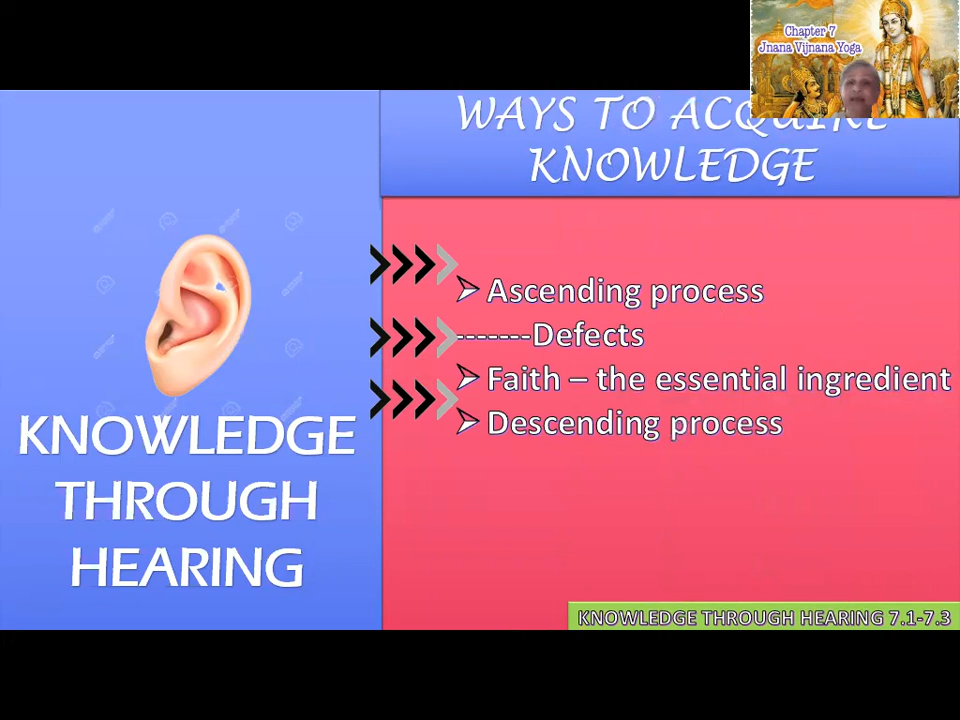 Chapter 7
Jnana Vijnana Yoga
WAYS TO ACQUIRE
KNOWLEDGE
Ascending process
-------Defects
Faith – the essential ingredient
Descending process
KNOWLEDGE
THROUGH
HEARING
KNOWLEDGE THROUGH HEARING 7.1-7.3